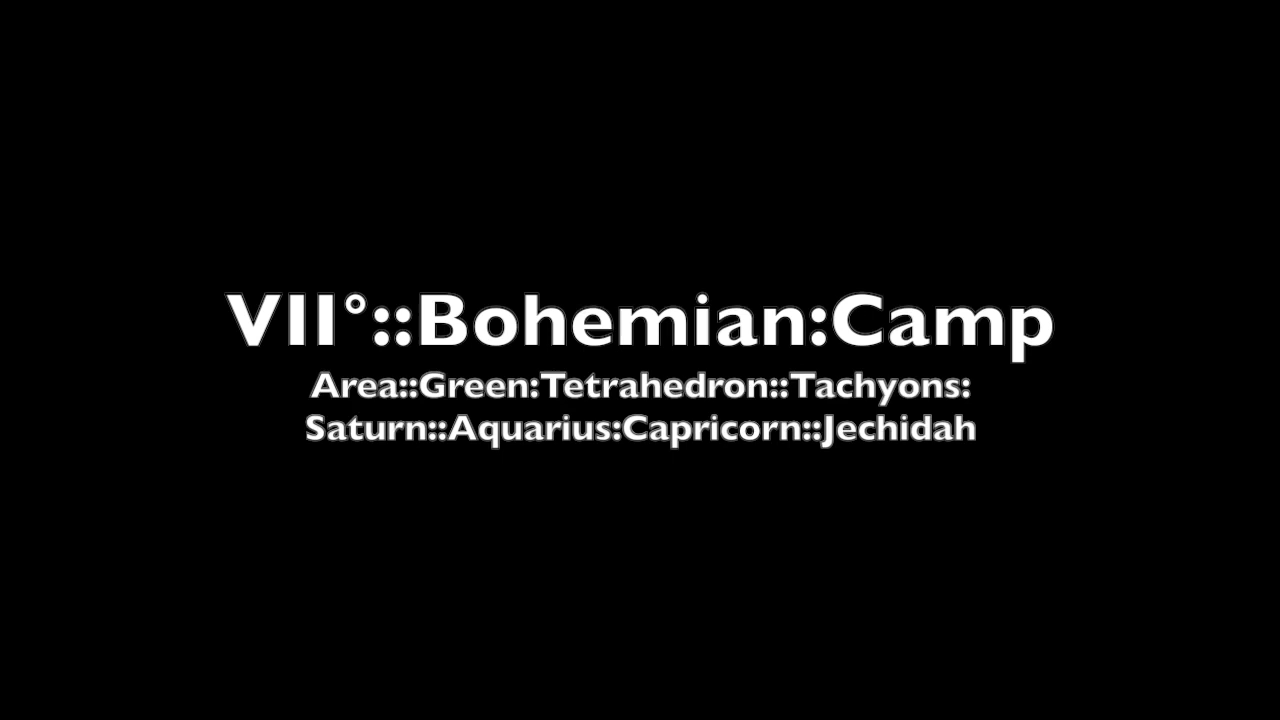 VII°::Bohemian:Camp
Area::Green:Tetrahedron::Tachyons:
Saturn::Aquarius:Capricorn::Jechidah